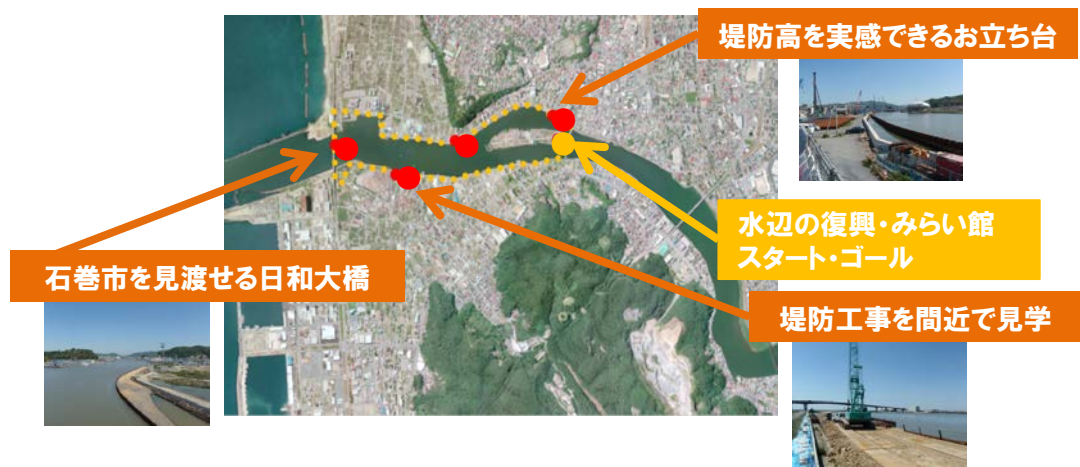 堤防高を実感できるお立ち台
水辺の復興・みらい館
スタート・ゴール
石巻市を見渡せる日和大橋
堤防工事を間近で見学